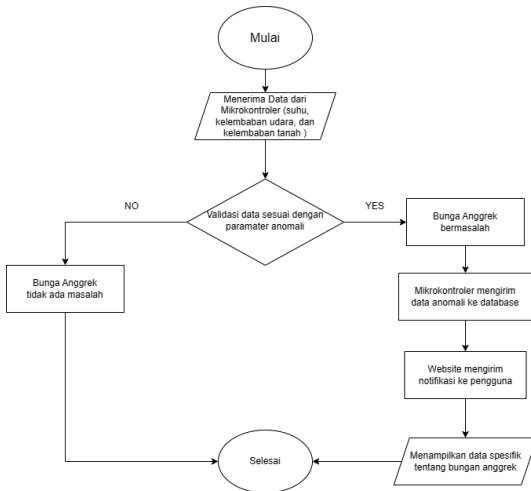 Mulai
Menerima Data dari
Mikrokontroler (suhu,
kelembaban udara, dan
kelembaban tanah )
NO
Validasi data sesuai dengan
paramater anomali
YES
Bunga Anggrek
bermasalah
Bunga Anggrek
tidak ada masalah
Mikrokontroler mengirim
data anomali ke database
Website mengirim
notifikasi ke pengguna
Selesai
Menampilkan data spesifik
tentang bungan anggrek